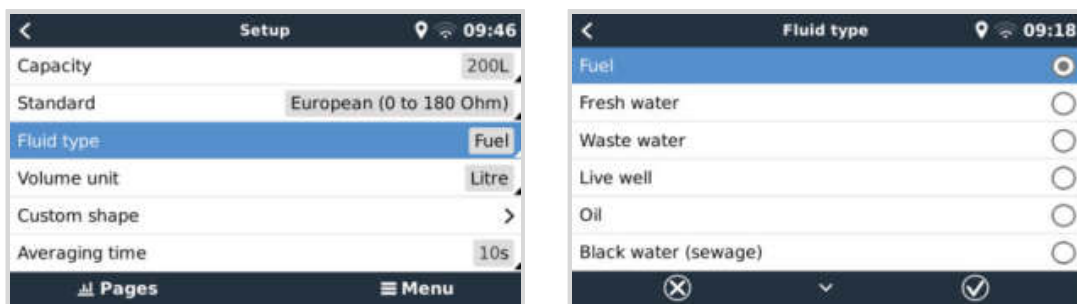 Setup 09:46
Capacity 200L
Standard European (0 to 180 Ohm)
Fluid type Fuel
Volume unit Litre
Custom shape
Averaging time 10s
Pages Menu
Fluid type 09:18
Fuel
Fresh water
Waste water
Live well
Oil
Black water (sewage)